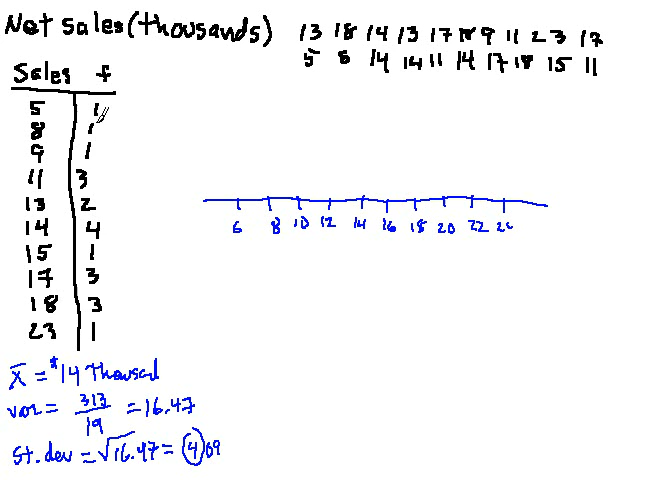 Net sales (thousands) 13 18 14 13 17 18 9 11 23 17
5 8 14 14 11 14 17 18 15 11
Sales f
5 1
8 1
9 1
11 3
13 2
14 4
15 1
17 3
18 3
23 1
6 8 10 12 14 16 18 20 22 24
x̄ = $14 thousad
var = 313/19 = 16.47
St. dev = √16.47 = 4.09